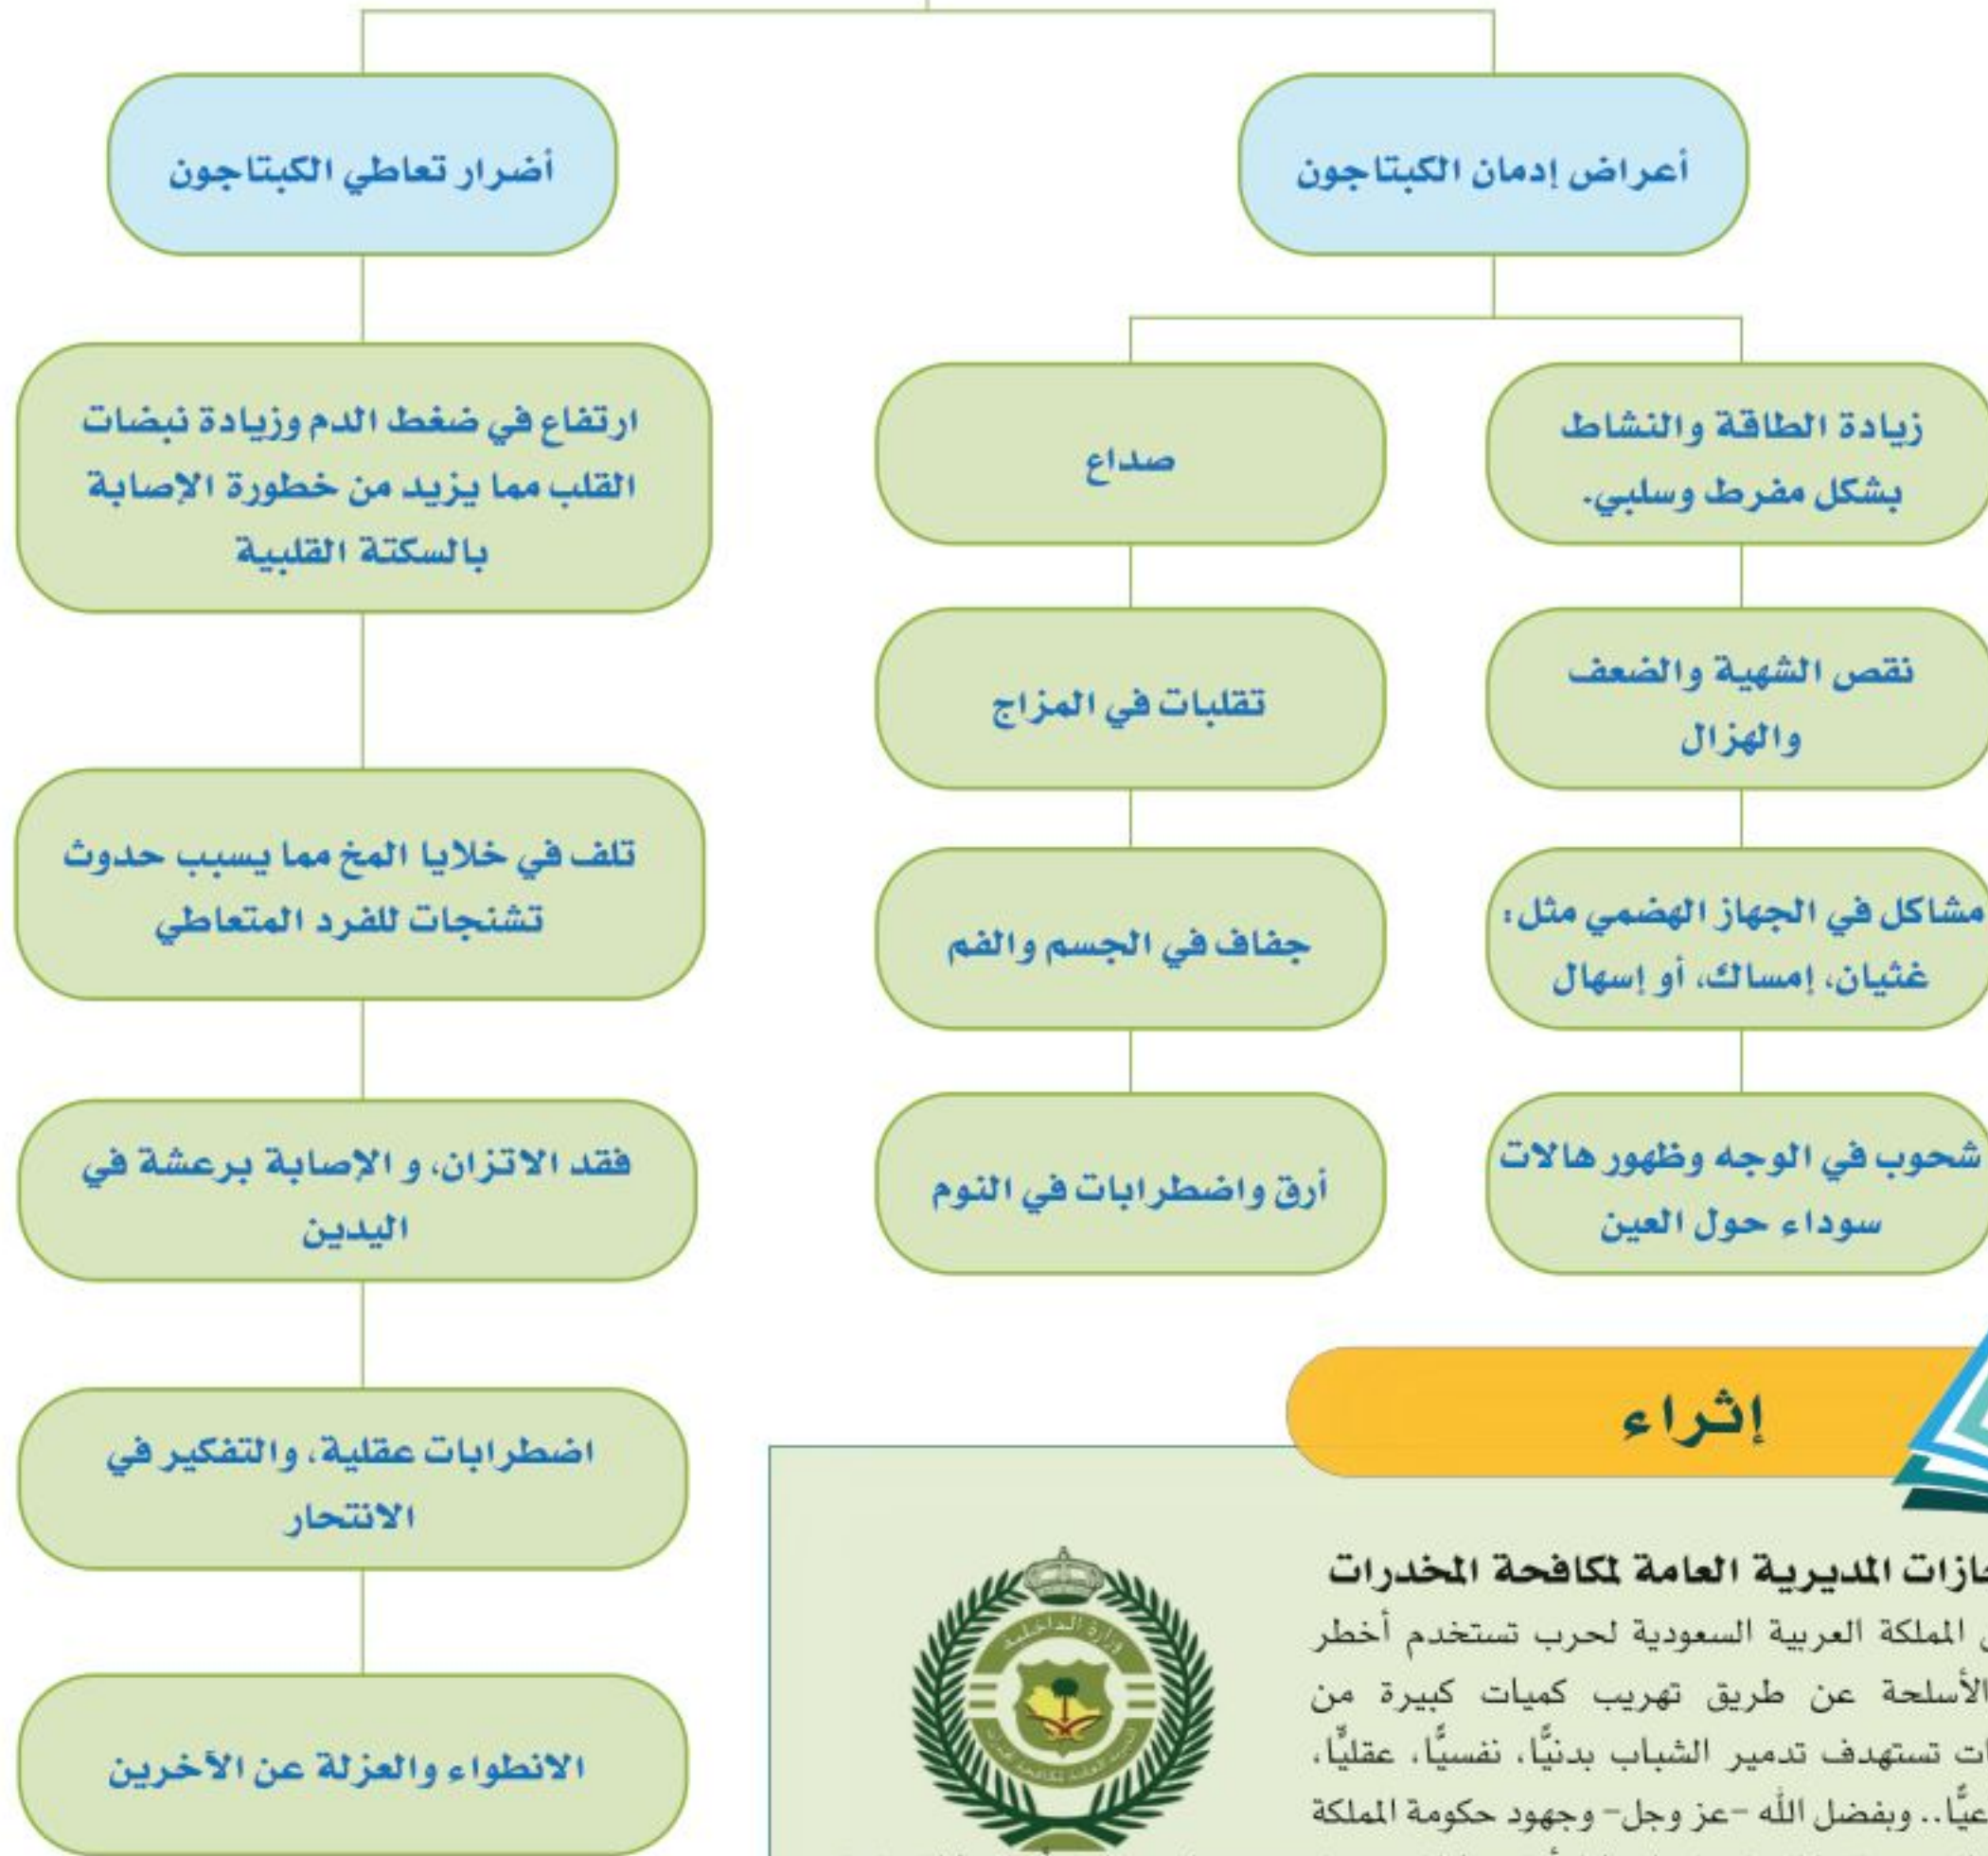 أعراض إدمان الكبتاجون
زيادة الطاقة والنشاط
بشكل مفرط وسلبي.
نقص الشهية والضعف
والهزال
مشاكل في الجهاز الهضمي مثل:
غثيان، إمساك، أو إسهال
شحوب في الوجه وظهور هالات
سوداء حول العين
صداع
تقلبات في المزاج
جفاف في الجسم والفم
أرق واضطرابات في النوم
أضرار تعاطي الكبتاجون
ارتفاع في ضغط الدم وزيادة نبضات
القلب مما يزيد من خطورة الإصابة
بالسكتة القلبية
تلف في خلايا المخ مما يسبب حدوث
تشنجات للفرد المتعاطي
فقد الاتزان، و الإصابة برعشة في
اليدين
اضطرابات عقلية، والتفكير في
الانتحار
الانطواء والعزلة عن الآخرين
إثراء
المديرية العامة لمكافحة المخدرات
المملكة العربية السعودية لحرب تستخدم أخطر
الأسلحة عن طريق تهريب كميات كبيرة من
تستهدف تدمير الشباب بدنيًّا، نفسيًّا، عقليًّا،
وبفضل الله -عز وجل- وجهود حكومة المملكة
وزارة الداخلية